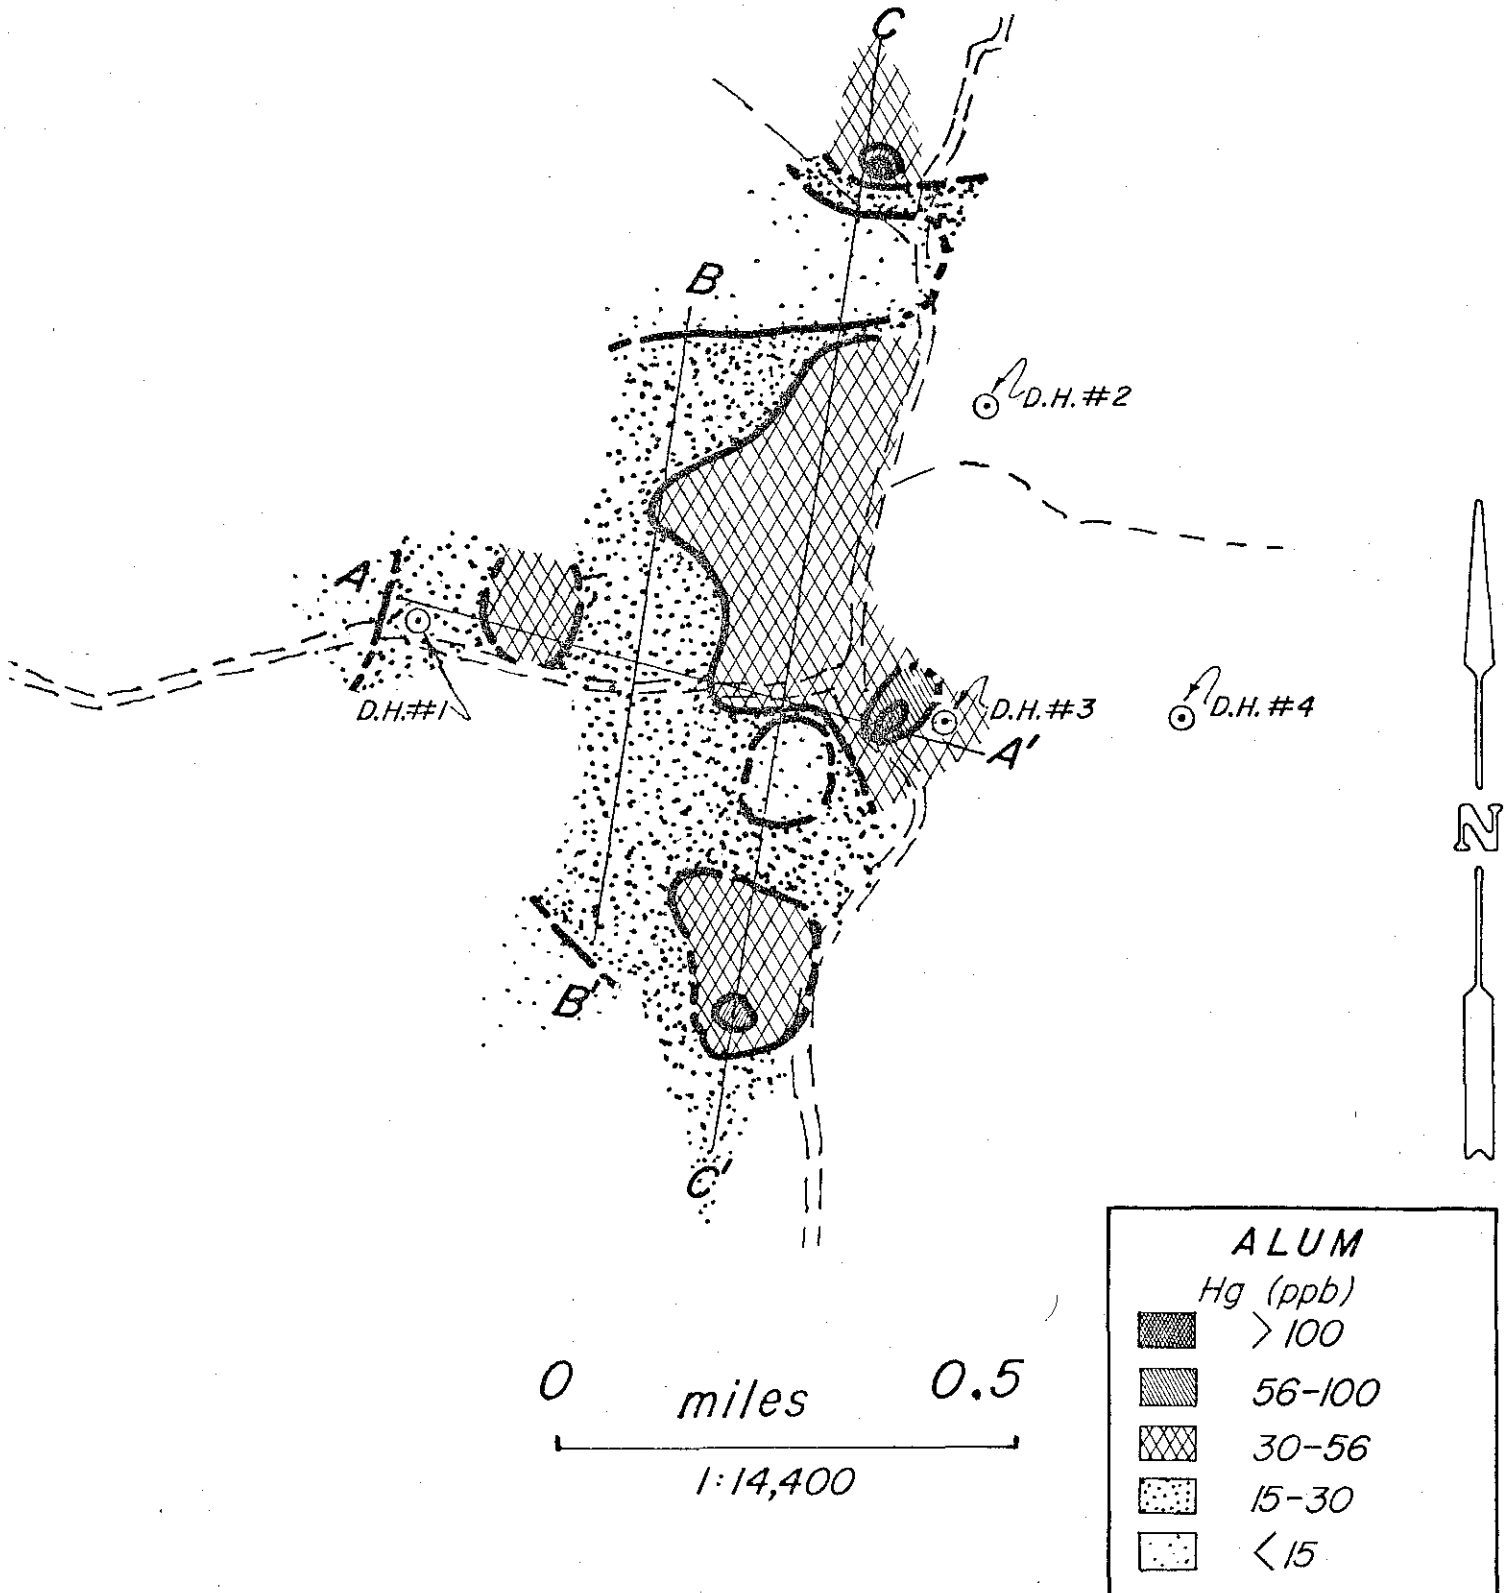 C
B
D.H. #2
A
D.H. #1
D.H. #3
D.H. #4
A'
N
B'
C'
ALUM
Hg (ppb)
> 100
56-100
30-56
15-30
< 15
0 miles 0.5
1:14,400